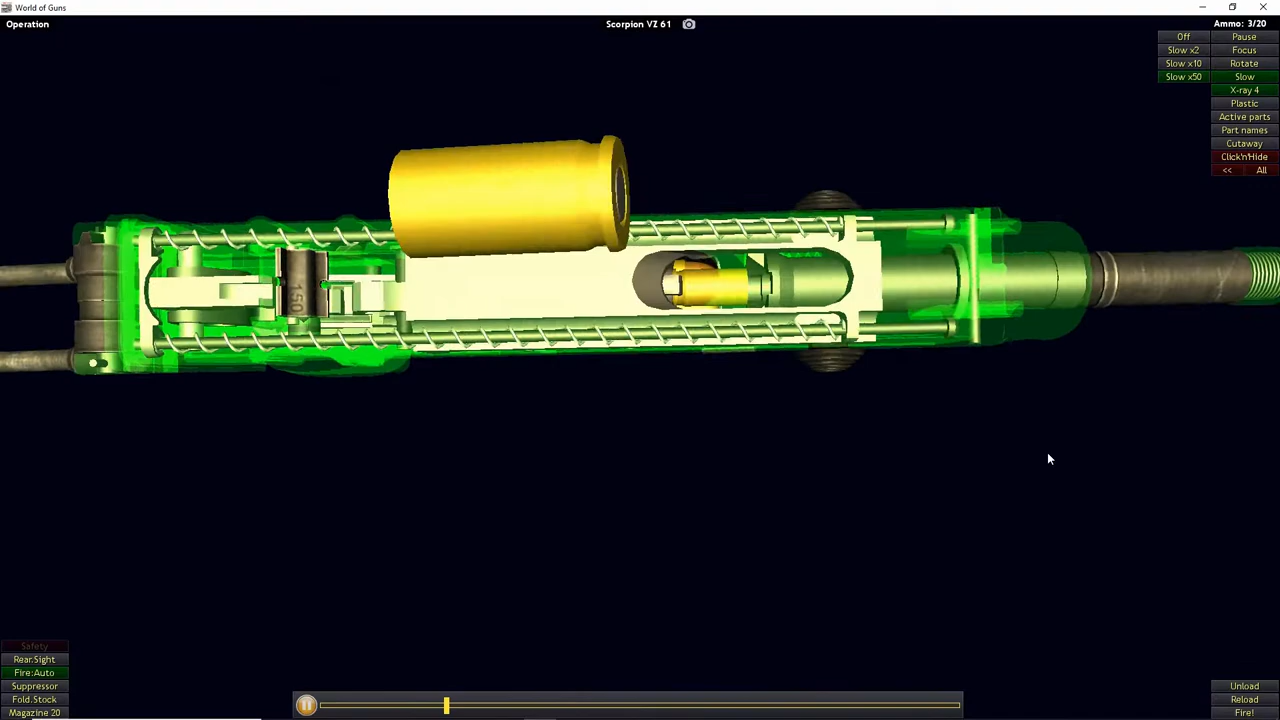 World of Guns
Operation
Scorpion VZ 61
Ammo: 3/20
Off
Pause
Slow x2
Focus
Slow x10
Rotate
Slow x50
Slow
X-ray 4
Plastic
Active parts
Part names
Cutaway
Click'n'Hide
<< All
150
Safety
Rear.Sight
Fire:Auto
Suppressor
Fold.Stock
Magazine 20
Unload
Reload
Fire!